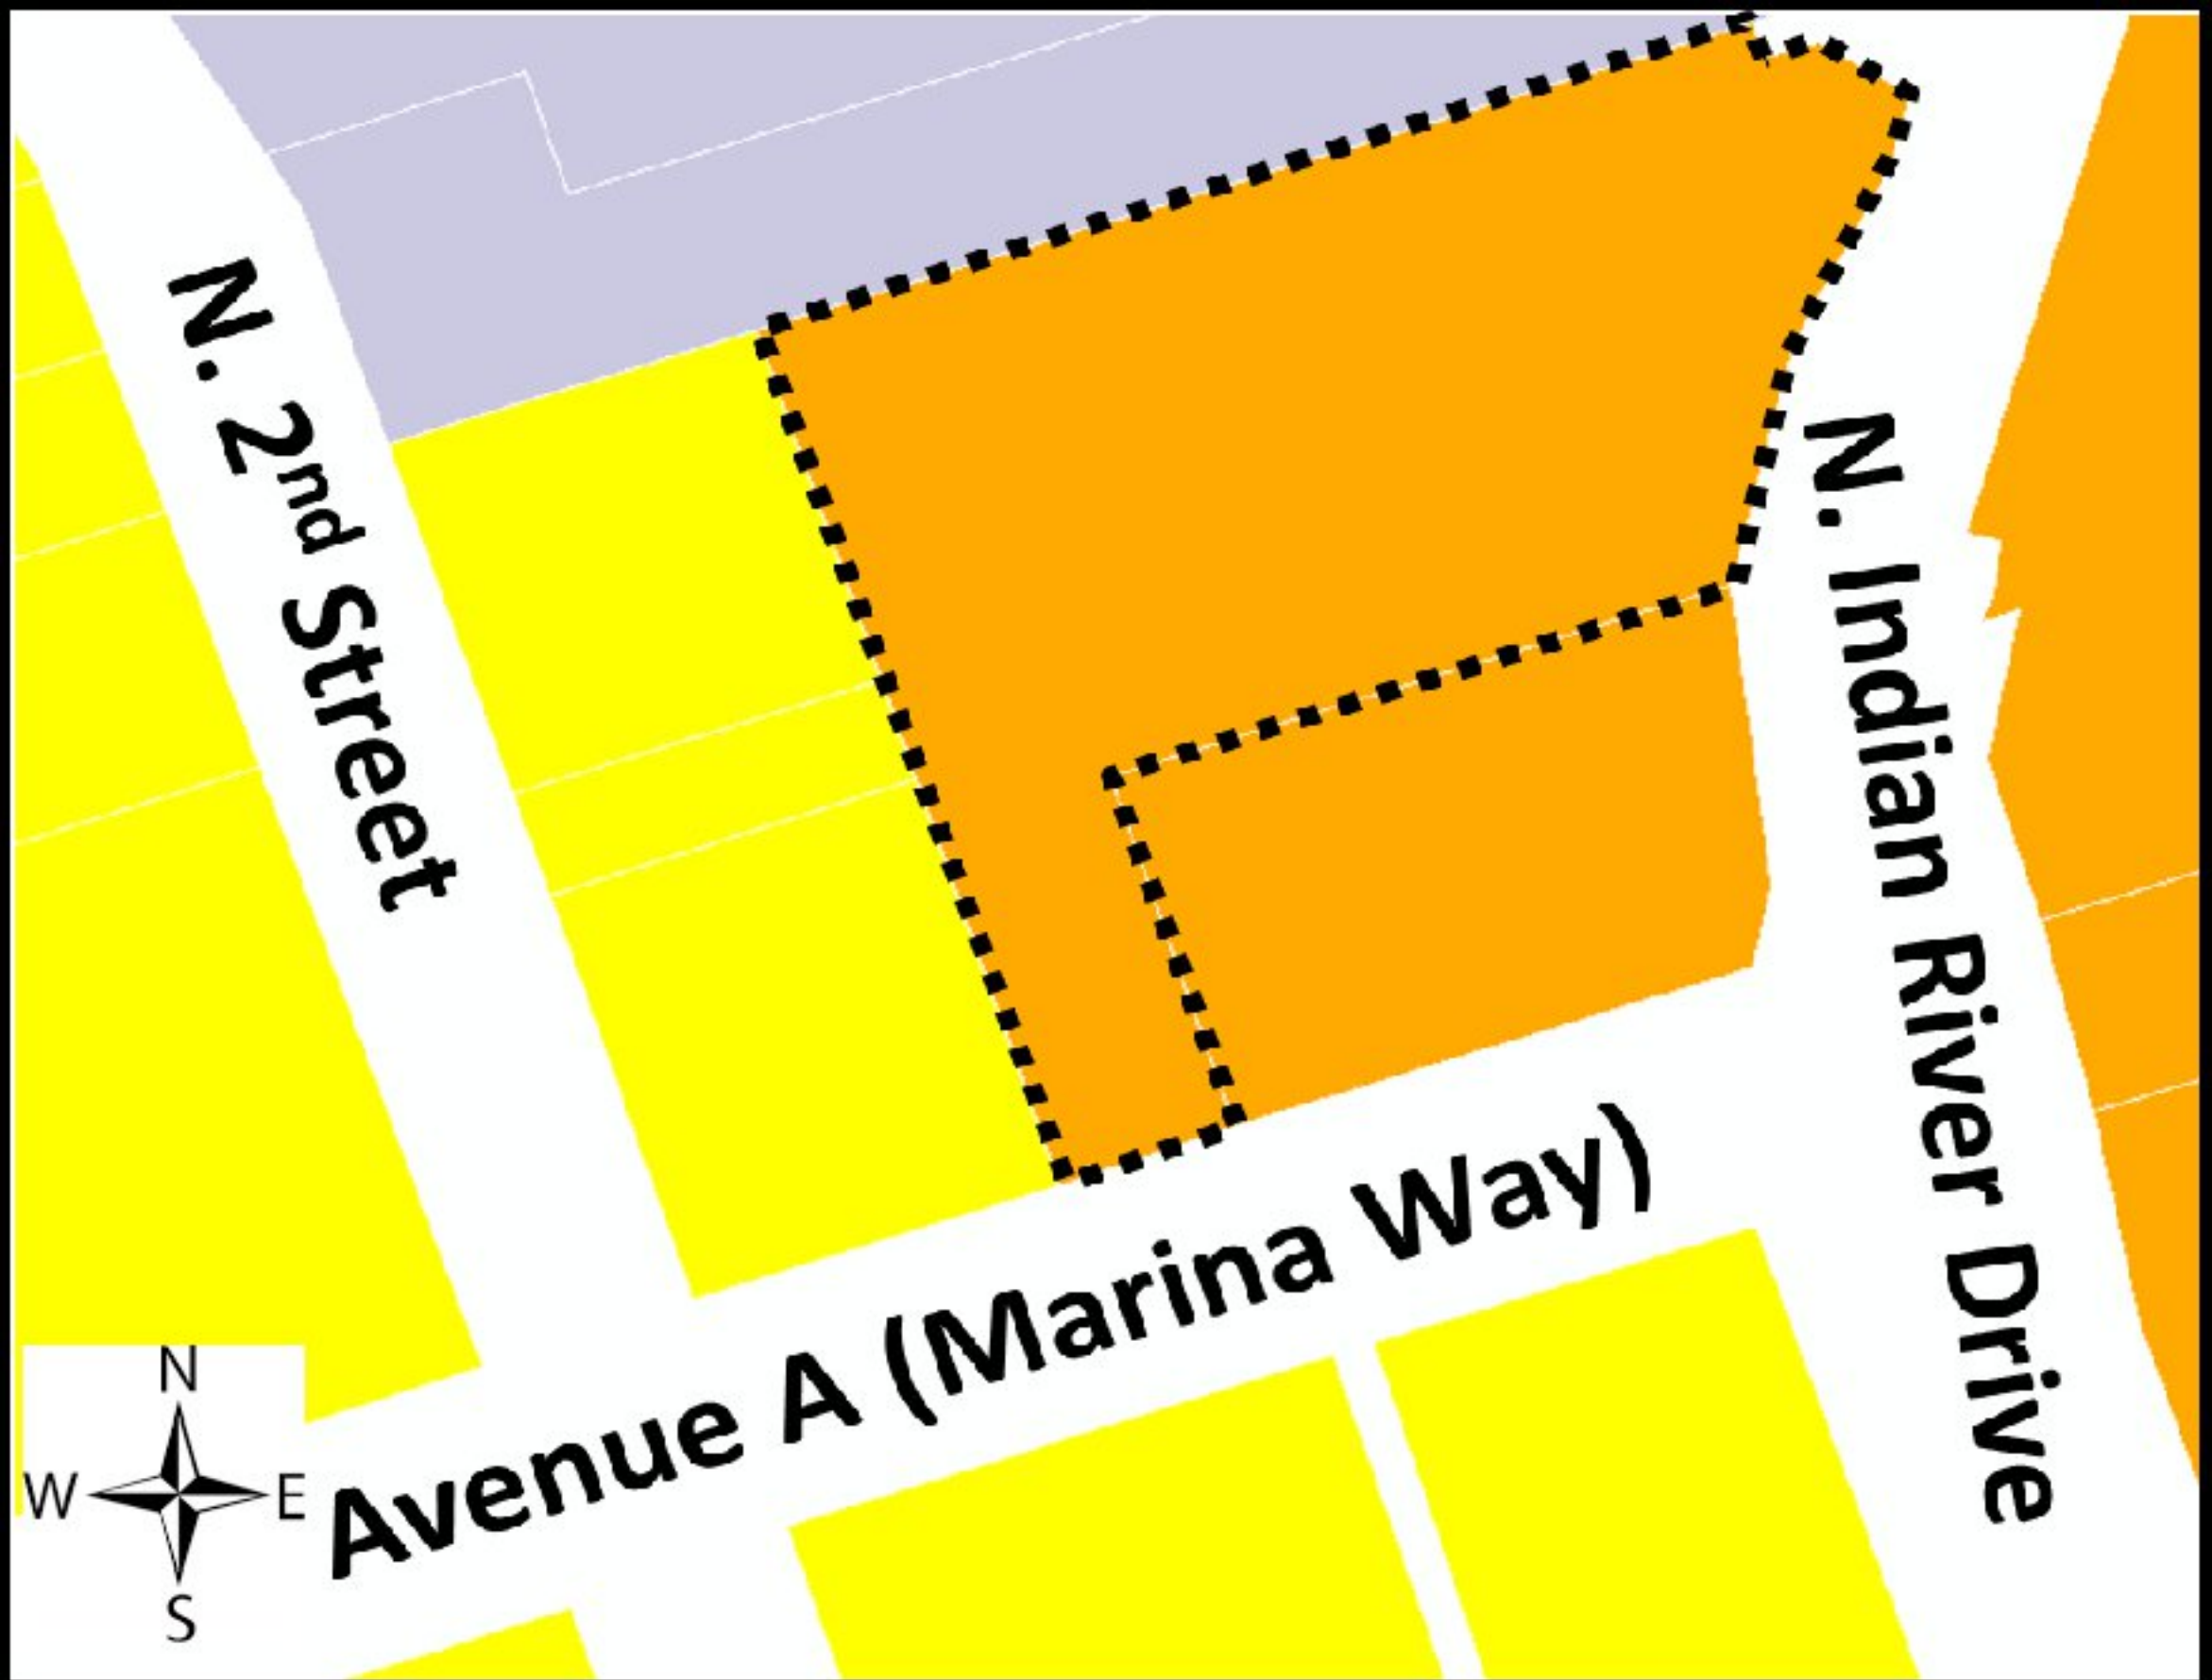 N. 2nd Street
N. Indian River Drive
Avenue A (Marina Way)
N
W E
S